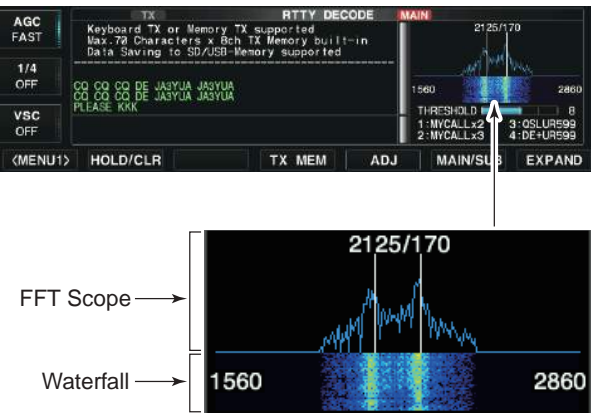 AGC
FAST
1/4
OFF
VSC
OFF
TX
RTTY DECODE
MAIN
Keyboard TX or Memory TX supported
Max.70 Characters x 8ch TX Memory built-in
Data Saving to SD/USB-Memory supported
CQ CQ CQ DE JA3YUA JA3YUA
CQ CQ CQ DE JA3YUA JA3YUA
PLEASE KKK
2125/170
1560
2860
THRESHOLD 8
1:MYCALLx2 3:QSLUR599
2:MYCALLx3 4:DE+UR599
<MENU1> HOLD/CLR TX MEM ADJ MAIN/SUB EXPAND
2125/170
FFT Scope
Waterfall
1560
2860